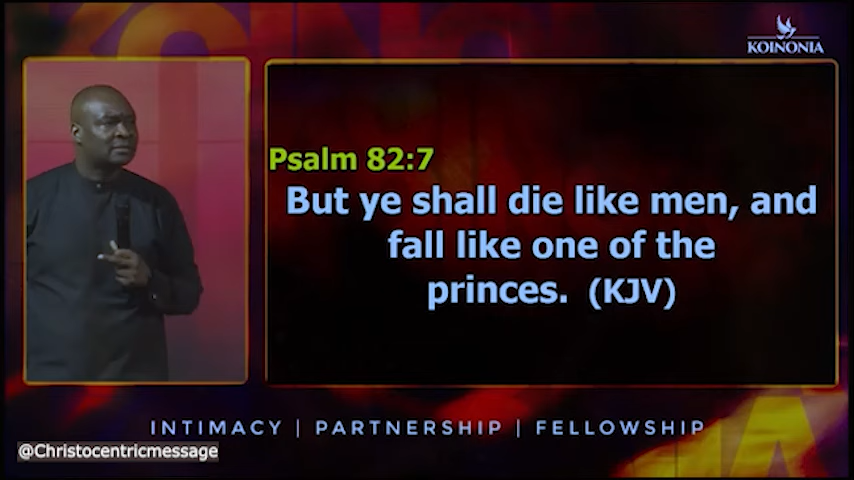 KOINONIA
Psalm 82:7
But ye shall die like men, and
fall like one of the
princes. (KJV)
INTIMACY | PARTNERSHIP | FELLOWSHIP
@Christocentricmessage